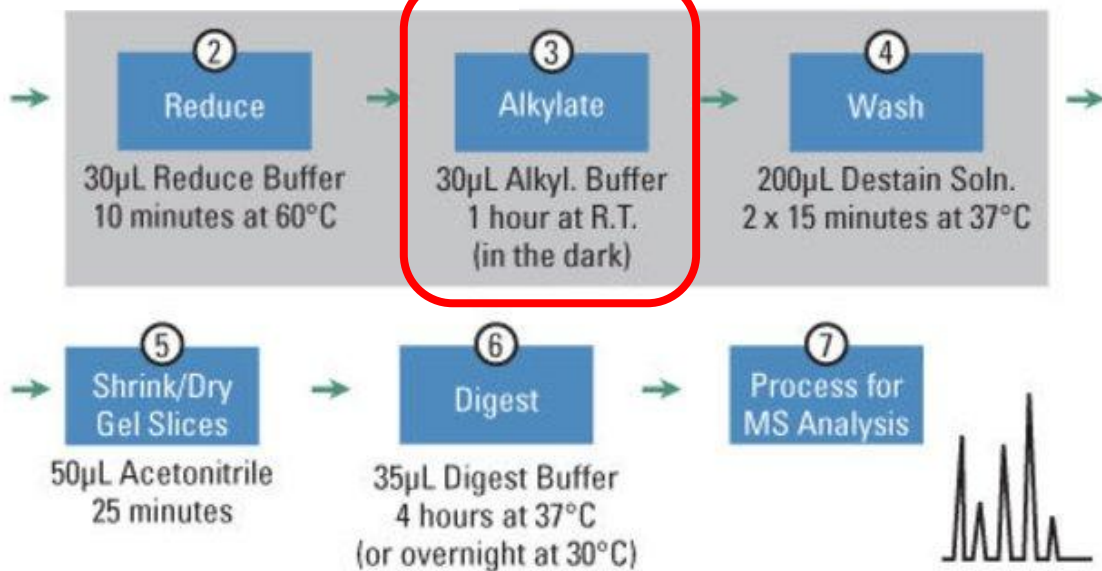 2
Reduce
30µL Reduce Buffer
10 minutes at 60°C
3
Alkylate
30µL Alkyl. Buffer
1 hour at R.T.
(in the dark)
4
Wash
200µL Destain Soln.
2 x 15 minutes at 37°C
5
Shrink/Dry
Gel Slices
50µL Acetonitrile
25 minutes
6
Digest
35µL Digest Buffer
4 hours at 37°C
(or overnight at 30°C)
7
Process for
MS Analysis